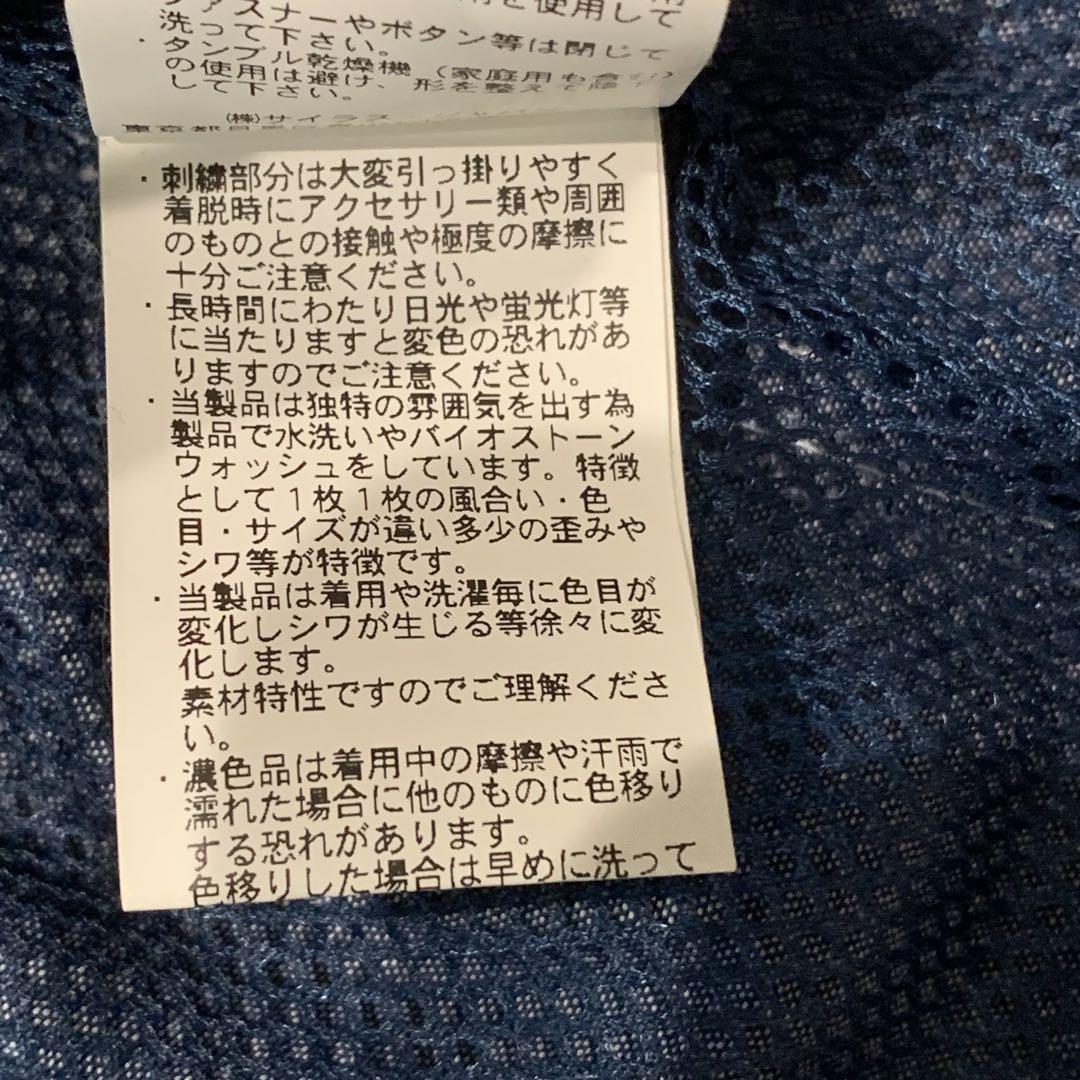 を使用して
ファスナーやボタン等は閉じて
洗って下さい。
・タンブル乾燥機（家庭用も含む）
の使用は避け、形を整えて
して下さい。
(株)サイラス
東京都目黒
・刺繍部分は大変引っ掛りやすく
着脱時にアクセサリー類や周囲
のものとの接触や極度の摩擦に
十分ご注意ください。
・長時間にわたり日光や蛍光灯等
に当たりますと変色の恐れがあ
りますのでご注意ください。
・当製品は独特の雰囲気を出す為
製品で水洗いやバイオストーン
ウォッシュをしています。特徴
として１枚１枚の風合い・色
目・サイズが違い多少の歪みや
シワ等が特徴です。
・当製品は着用や洗濯毎に色目が
変化しシワが生じる等徐々に変
化します。
素材特性ですのでご理解くださ
い。
・濃色品は着用中の摩擦や汗雨で
濡れた場合に他のものに色移り
する恐れがあります。
色移りした場合は早めに洗って